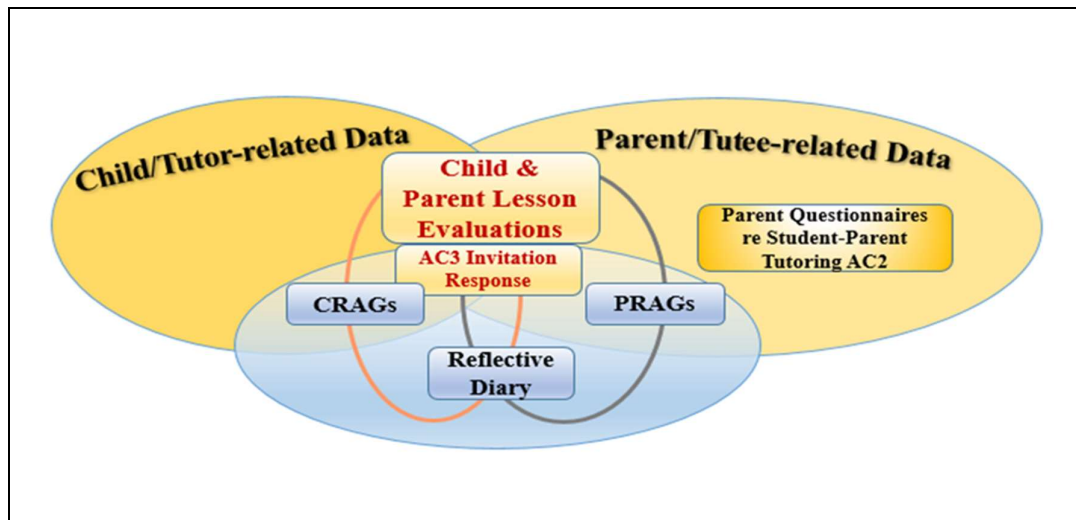 Child/Tutor-related Data
Parent/Tutee-related Data
Child &
Parent Lesson
Evaluations
Parent Questionnaires
re Student-Parent
Tutoring AC2
AC3 Invitation
Response
CRAGs
PRAGs
Reflective
Diary